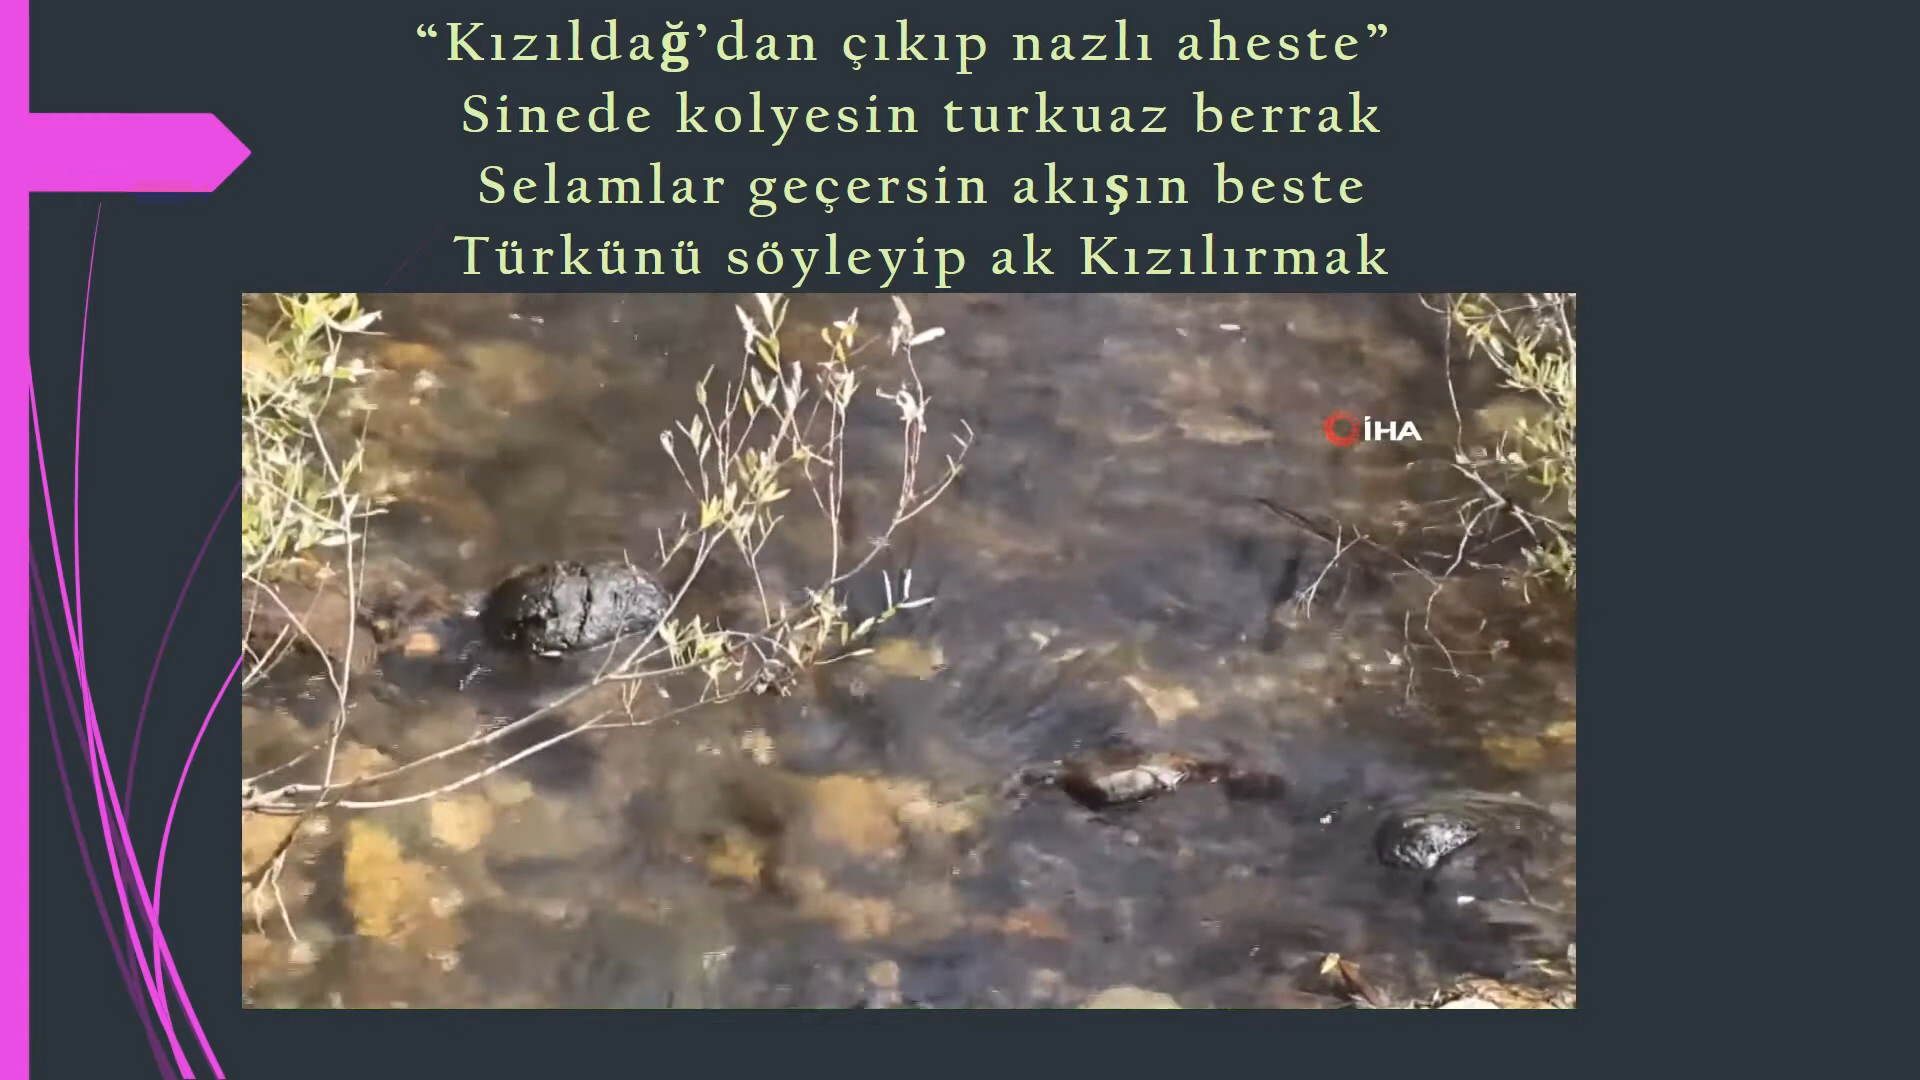 “Kızıldağ’dan çıkıp nazlı aheste”
Sinede kolyesin turkuaz berrak
Selamlar geçersin akışın beste
Türkünü söyleyip ak Kızılırmak
İHA